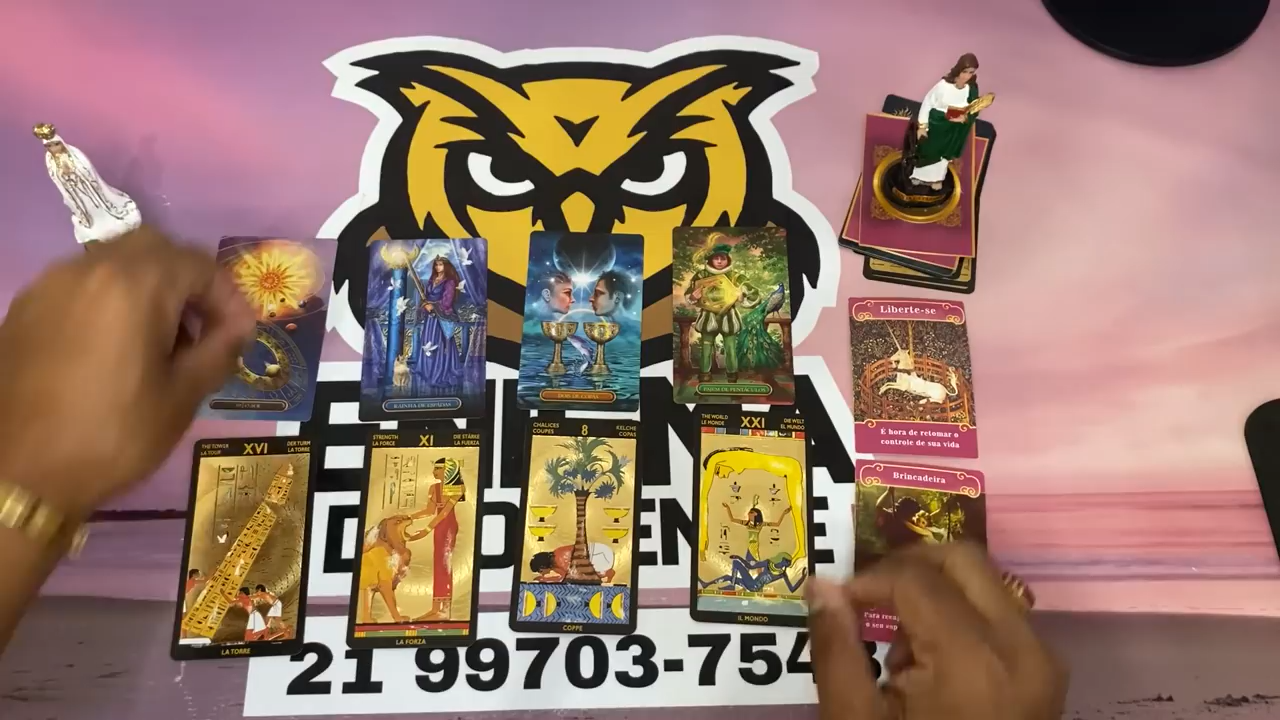 RAINHA DE ESPADAS
DOIS DE COPAS
PAJEM DE PENTÁCULOS
Liberte-se
É hora de retomar o
controle de sua vida
THE TOWER
LA TOUR
XVI
DER TURM
LA TORRE
LA TORRE
STRENGTH
LA FORCE
XI
DIE STÄRKE
LA FUERZA
LA FORZA
CHALICES
COUPES
8
KELCHE
COPAS
COPPE
THE WORLD
LE MONDE
XXI
DIE WELT
EL MUNDO
IL MONDO
Brincadeira
21 99703-754